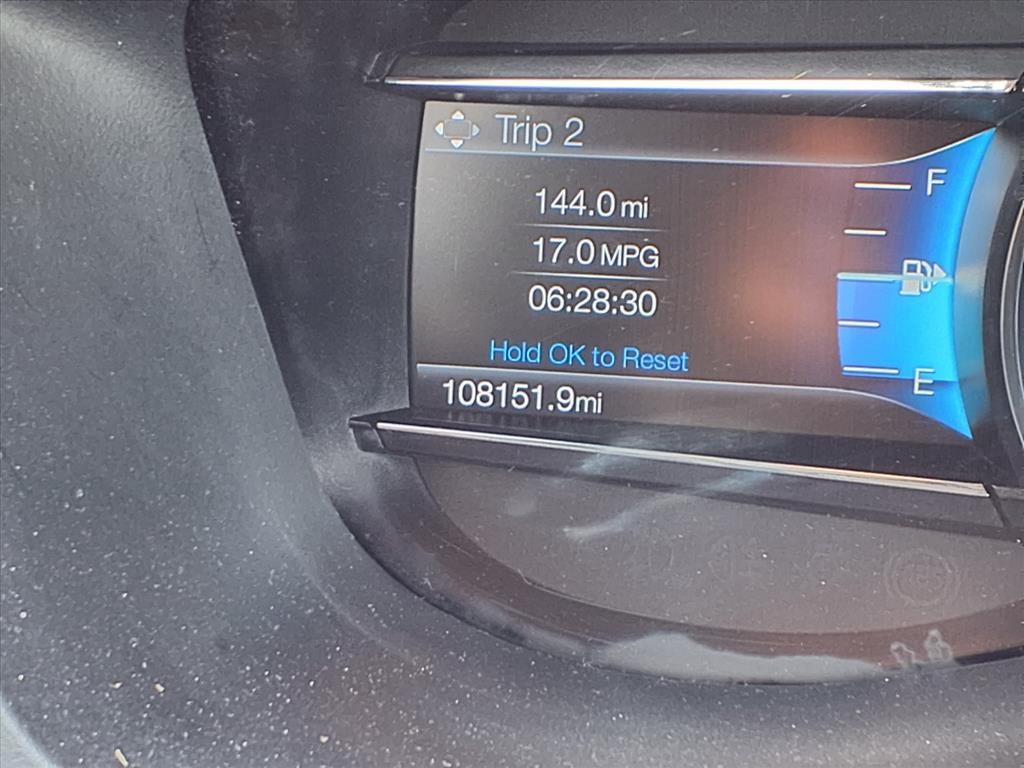 Trip 2
F
144.0 mi
17.0 MPG
06:28:30
Hold OK to Reset
E
108151.9mi